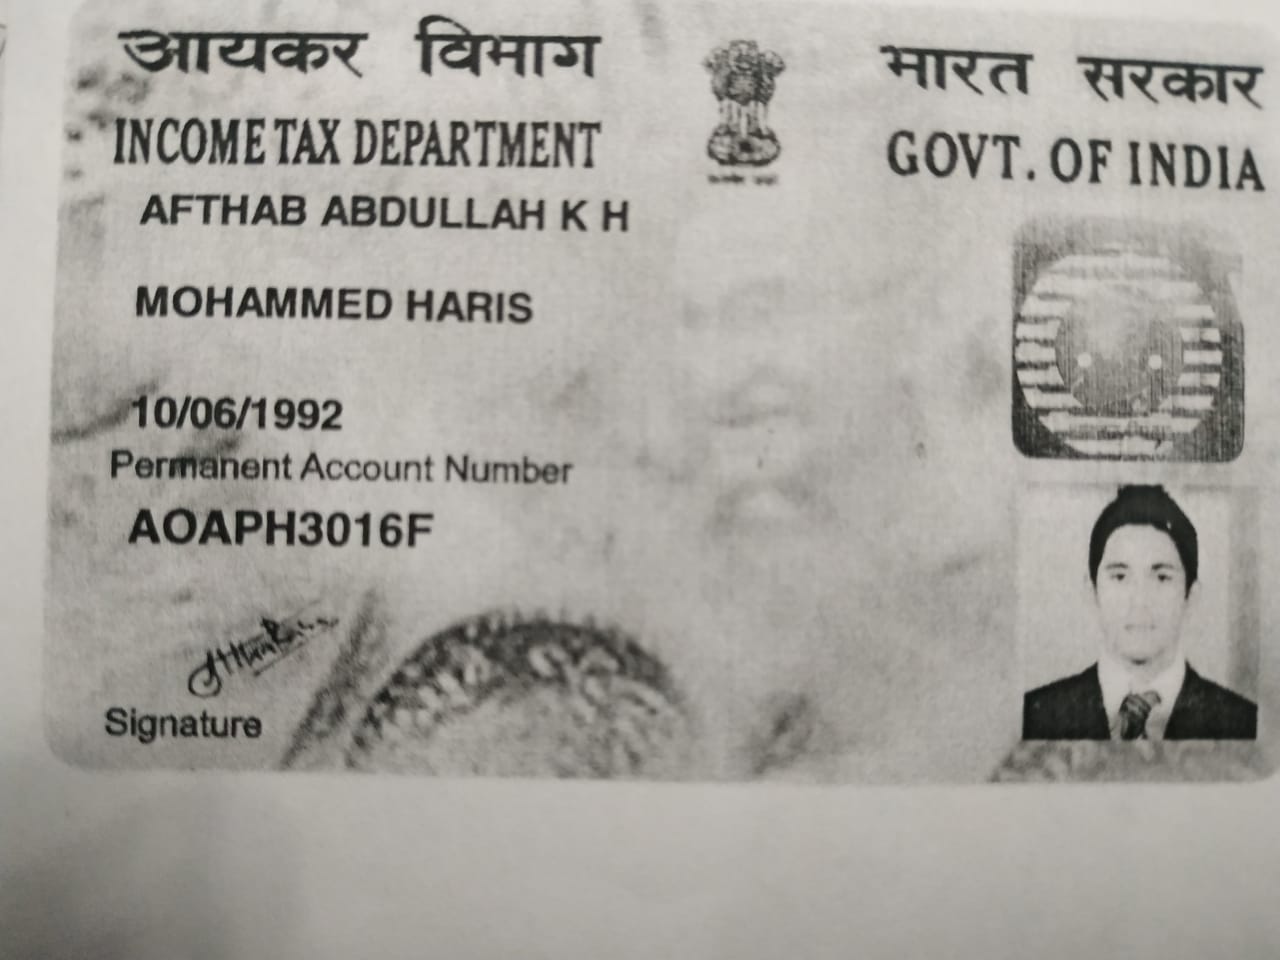 आयकर विभाग
भारत सरकार
INCOME TAX DEPARTMENT
GOVT. OF INDIA
AFTHAB ABDULLAH K H
MOHAMMED HARIS
10/06/1992
Permanent Account Number
AOAPH3016F
Signature